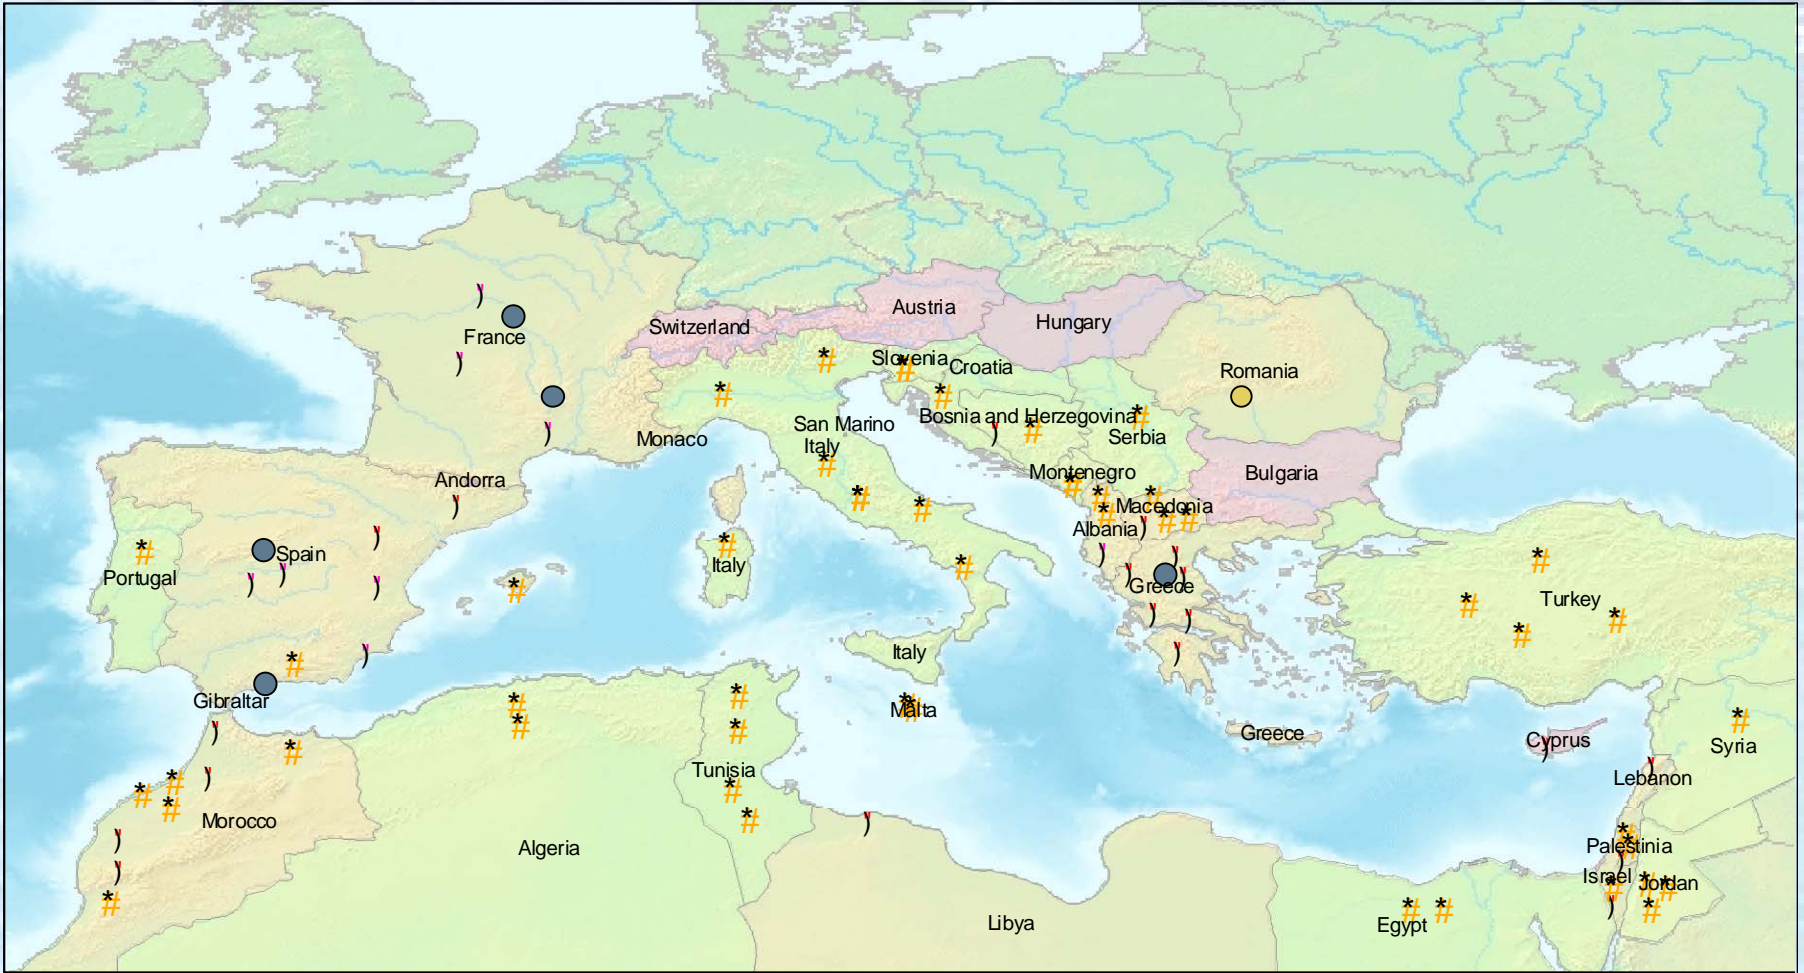 Austria
Switzerland
Hungary
France
Slovenia
Croatia
Romania
Bosnia and Herzegovina
San Marino
Monaco
Italy
Serbia
Andorra
Montenegro
Bulgaria
Macedonia
Albania
Spain
Portugal
Italy
Greece
Turkey
Italy
Gibraltar
Malta
Greece
Cyprus
Syria
Tunisia
Lebanon
Morocco
Algeria
Palestinia
Israel
Jordan
Libya
Egypt